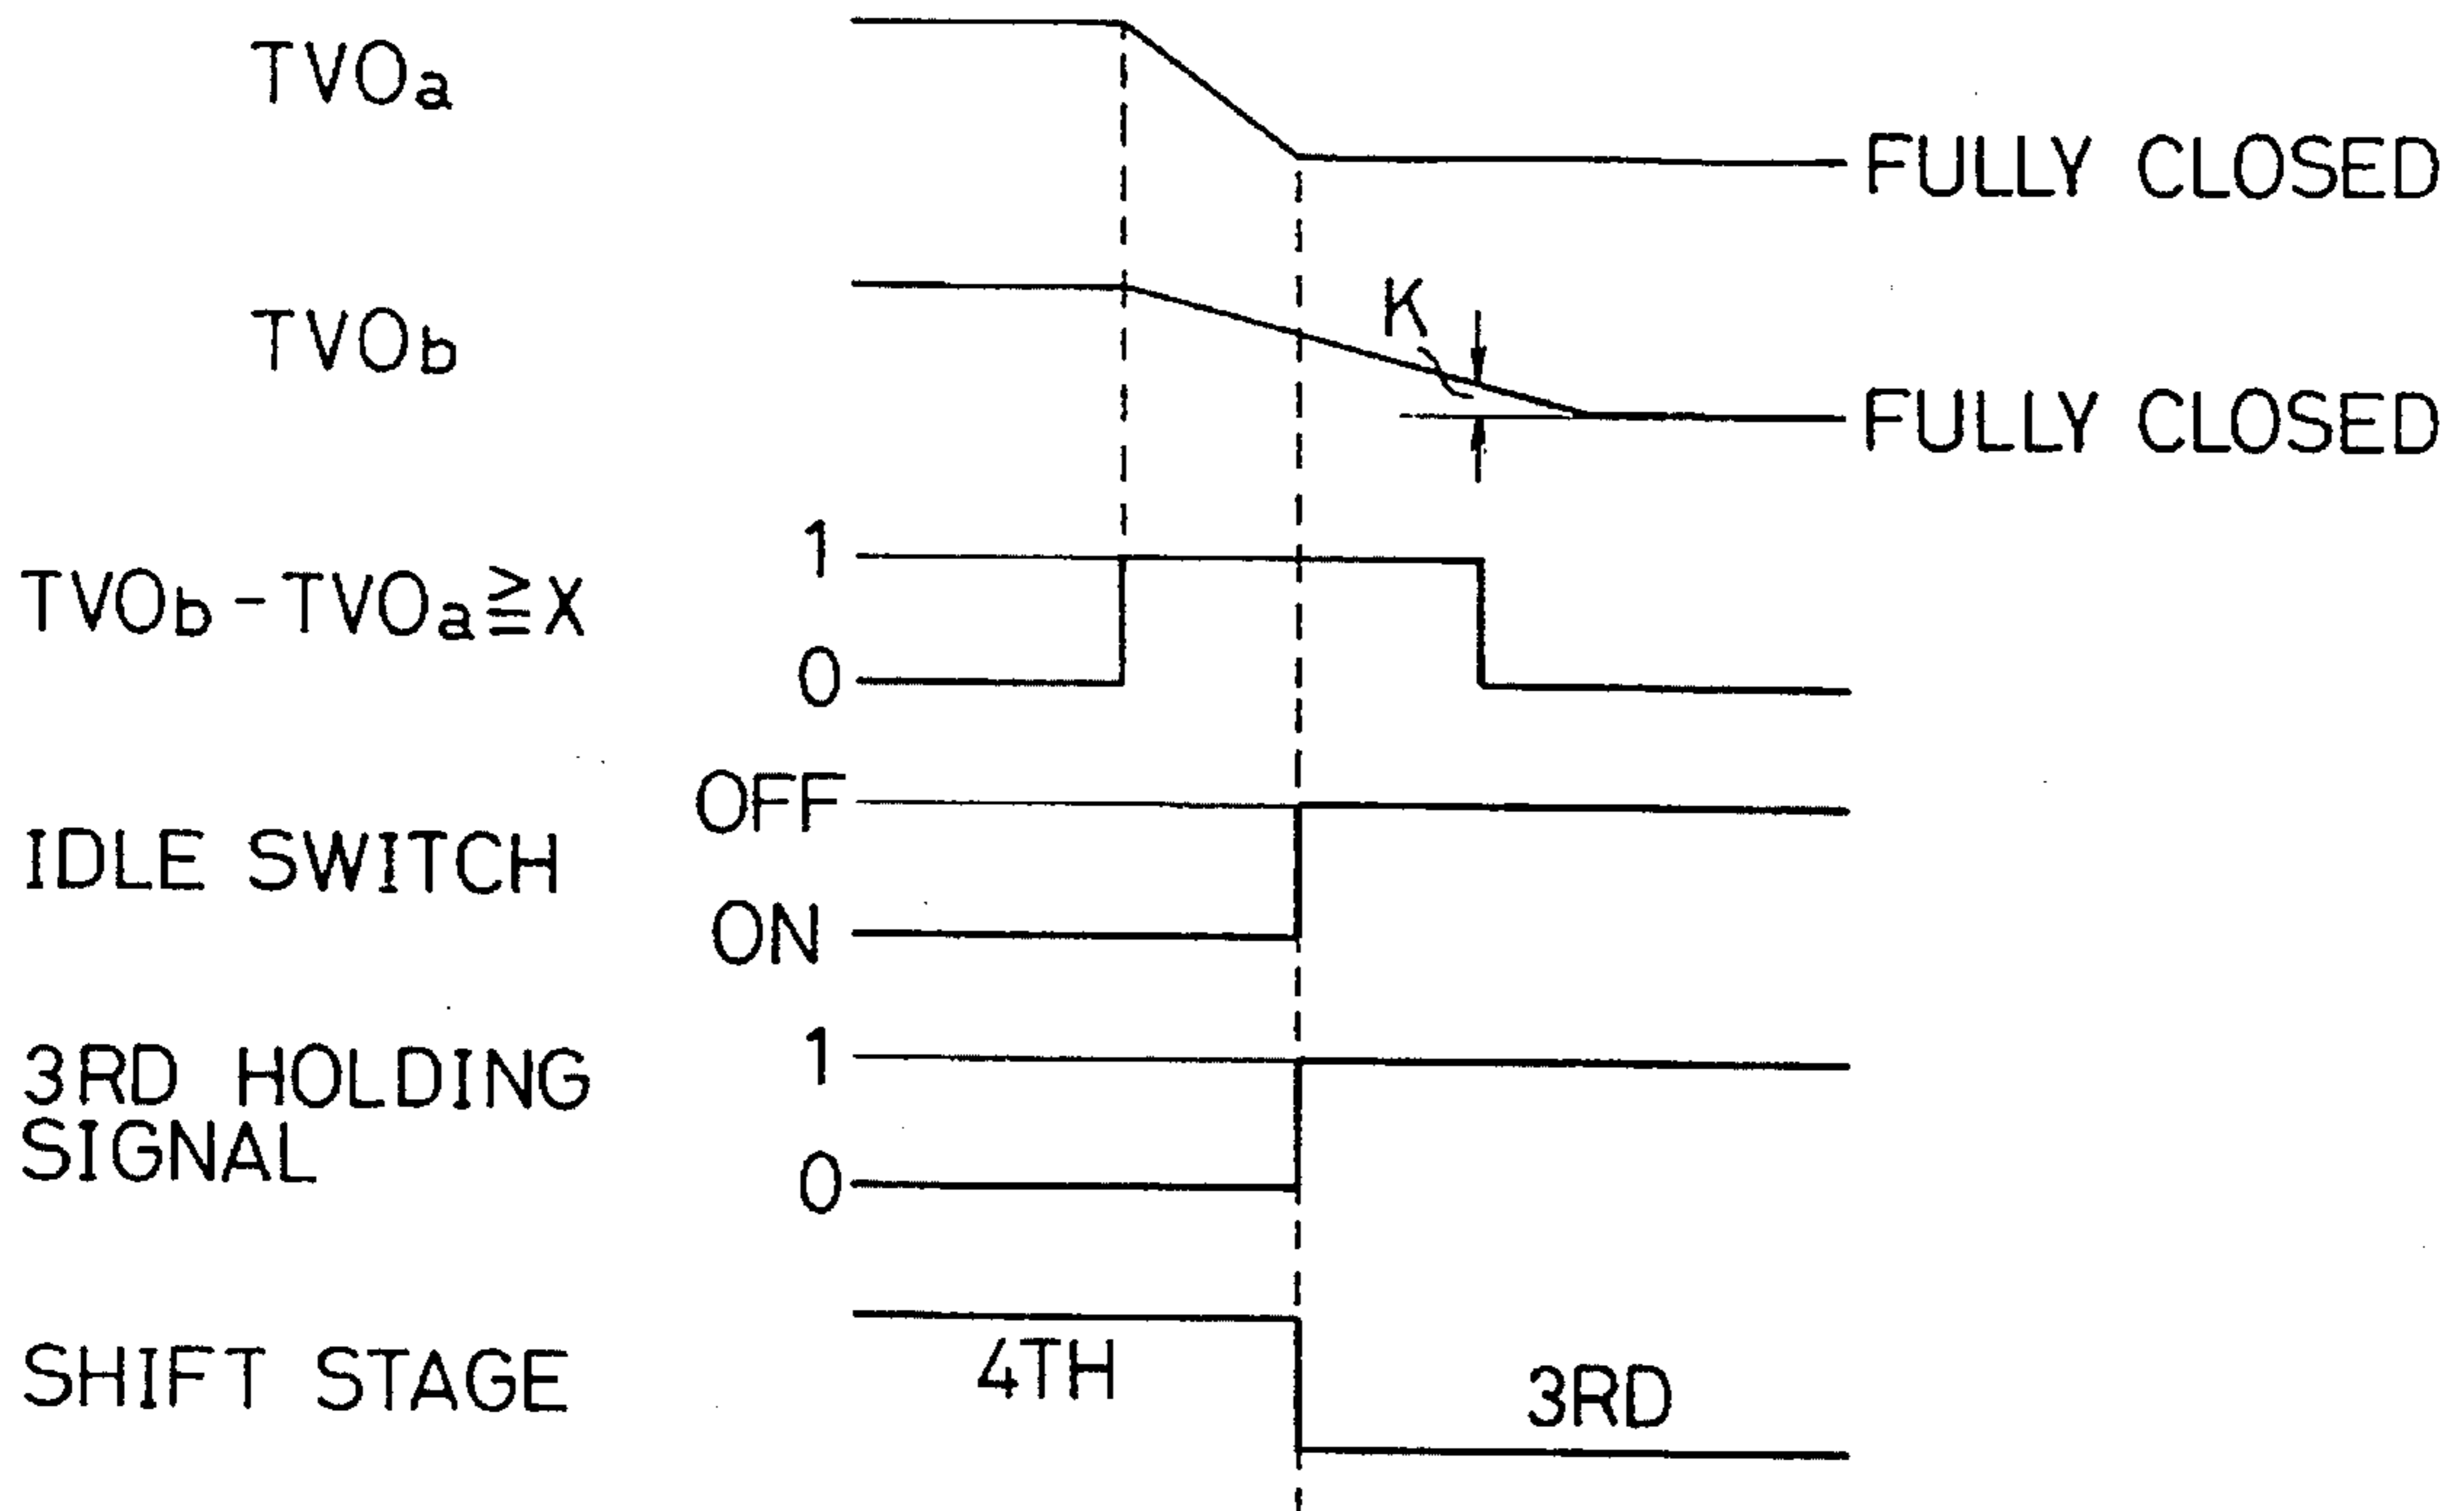 TVOa
FULLY CLOSED
TVOb
K
FULLY CLOSED
1
TVOb-TVOa≧X
0
OFF
IDLE SWITCH
ON
1
3RD HOLDING
SIGNAL
0
4TH
SHIFT STAGE
3RD